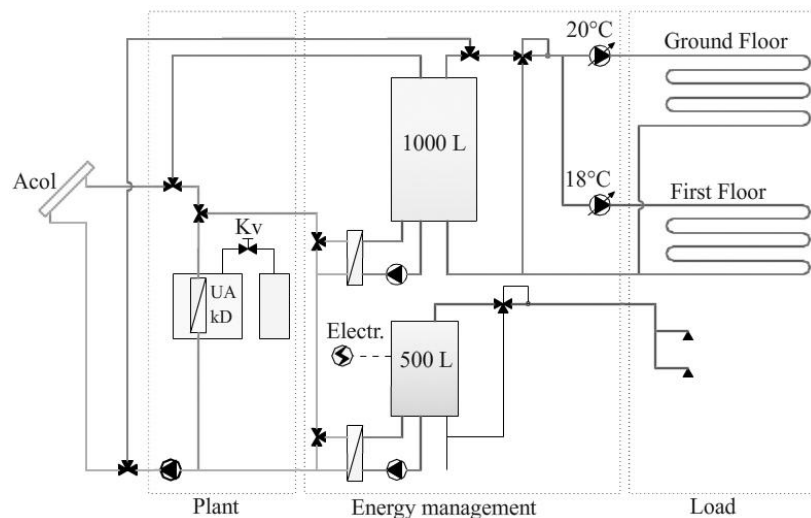 20°C
Ground Floor
1000 L
Acol
18°C
First Floor
Kv
UA
kD
Electr.
500 L
Plant
Energy management
Load